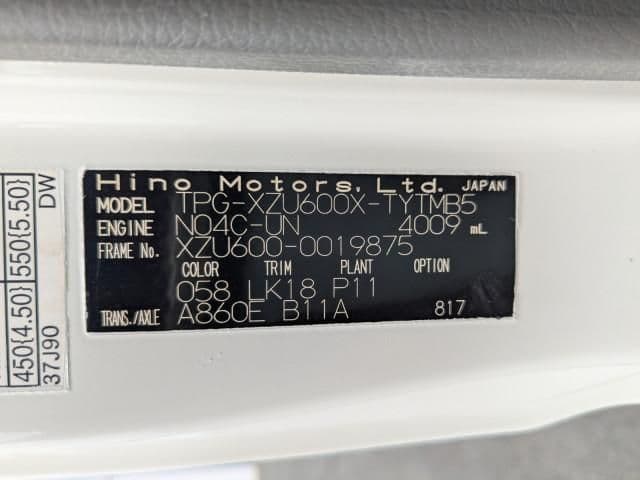 Hino Motors, Ltd. JAPAN
MODEL TPG-XZU600X-TYTMB5
ENGINE N04C-UN 4009 mL
FRAME No. XZU600-0019875
COLOR TRIM PLANT OPTION
058 LK18 P11
TRANS./AXLE A860E B11A 817
450{4.50} 550{5.50}
37J90 DW